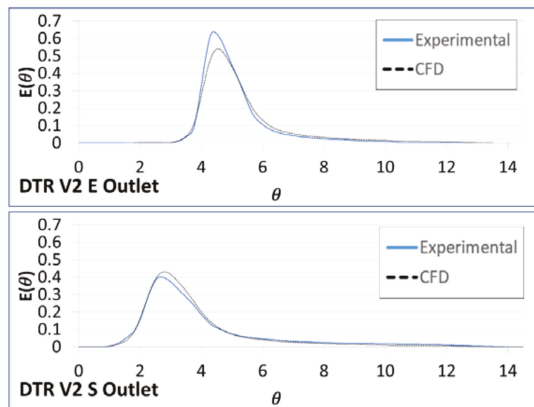 0.7
0.6
0.5
0.4
0.3
0.2
0.1
0
E(θ)
Experimental
CFD
0 2 4 6 8 10 12 14
DTR V2 E Outlet
θ
0.7
0.6
0.5
0.4
0.3
0.2
0.1
0
E(θ)
Experimental
CFD
0 2 4 6 8 10 12 14
DTR V2 S Outlet
θ